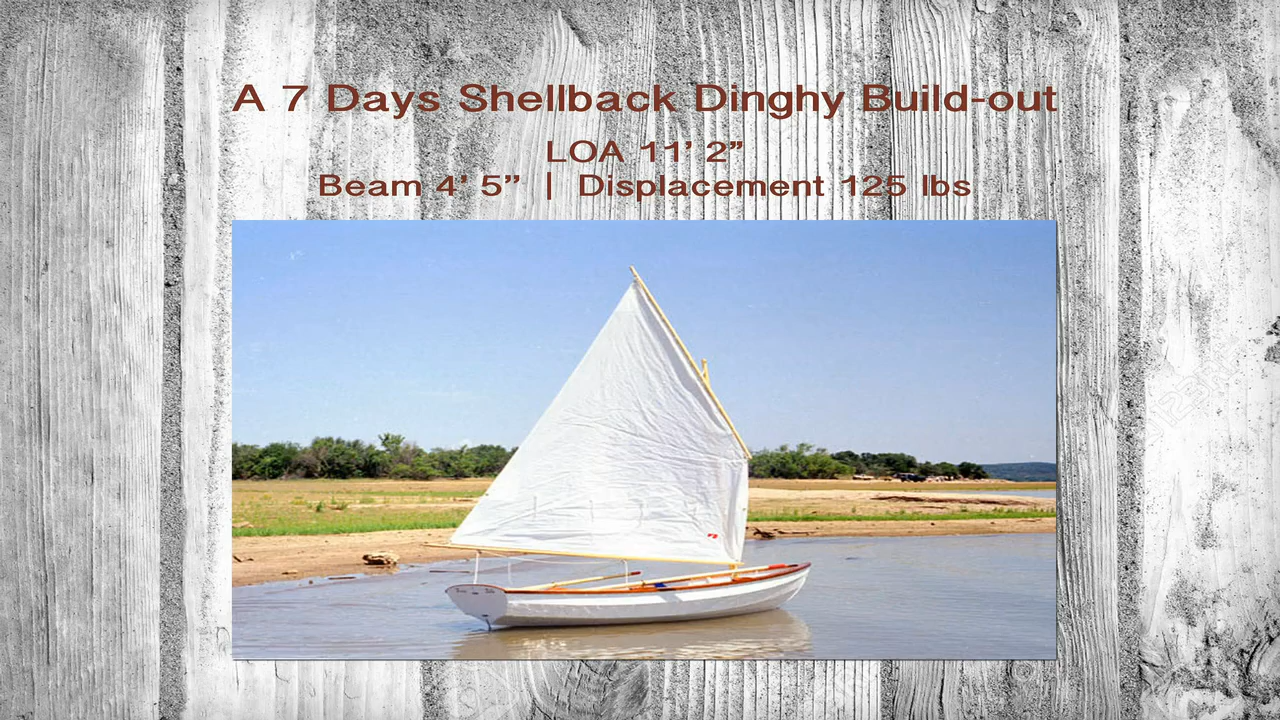 A 7 Days Shellback Dinghy Build-out
LOA 11' 2”
Beam 4' 5” | Displacement 125 lbs